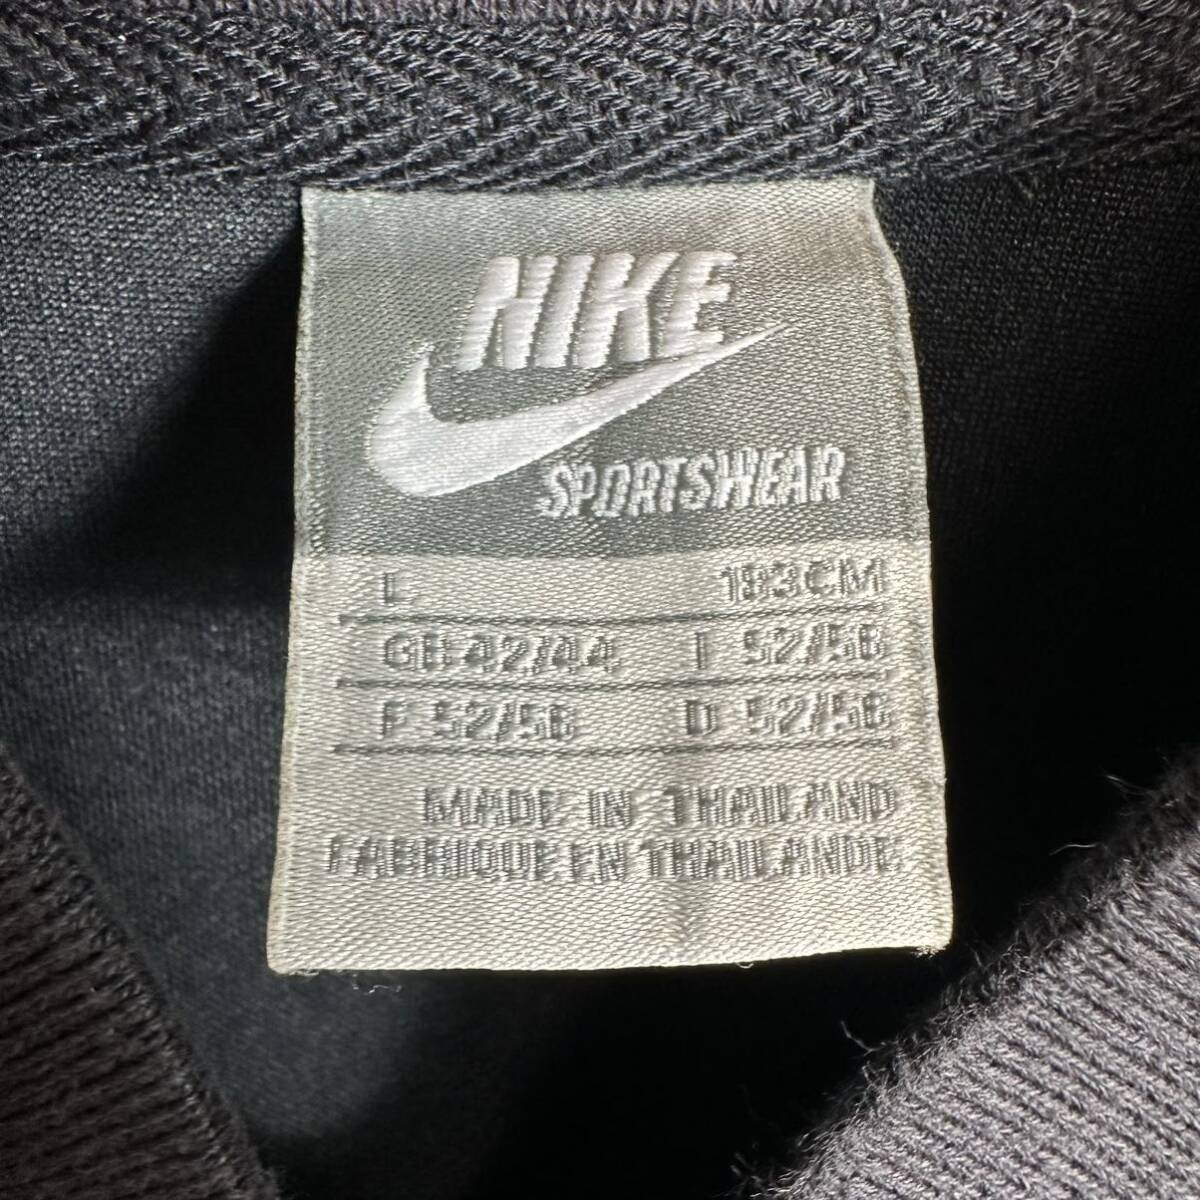 NIKE
SPORTSWEAR
L 183CM
GB 42/44 I 52/56
F 52/56 D 52/56
MADE IN THAILAND
FABRIQUE EN THAILANDE